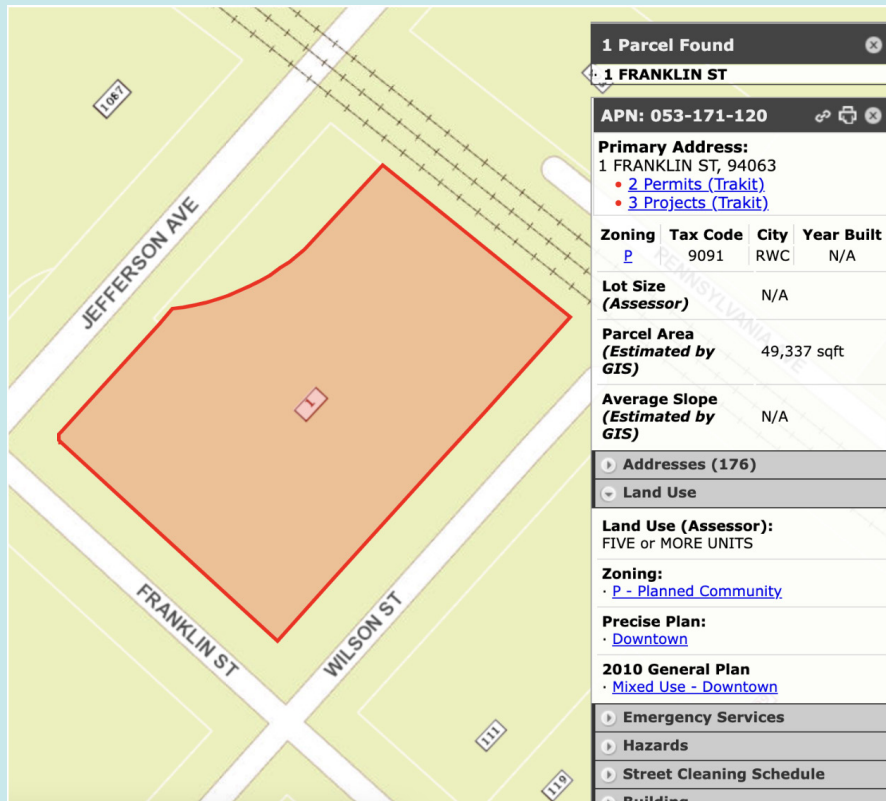 1087
JEFFERSON AVE
1
FRANKLIN ST
WILSON ST
111
119
PENNSYLVANIA AVE
1 Parcel Found
· 1 FRANKLIN ST
APN: 053-171-120
Primary Address:
1 FRANKLIN ST, 94063
• 2 Permits (Trakit)
• 3 Projects (Trakit)
Zoning Tax Code City Year Built
P 9091 RWC N/A
Lot Size
(Assessor)
N/A
Parcel Area
(Estimated by
GIS)
49,337 sqft
Average Slope
(Estimated by
GIS)
N/A
Addresses (176)
Land Use
Land Use (Assessor):
FIVE or MORE UNITS
Zoning:
· P - Planned Community
Precise Plan:
· Downtown
2010 General Plan
· Mixed Use - Downtown
Emergency Services
Hazards
Street Cleaning Schedule
Building